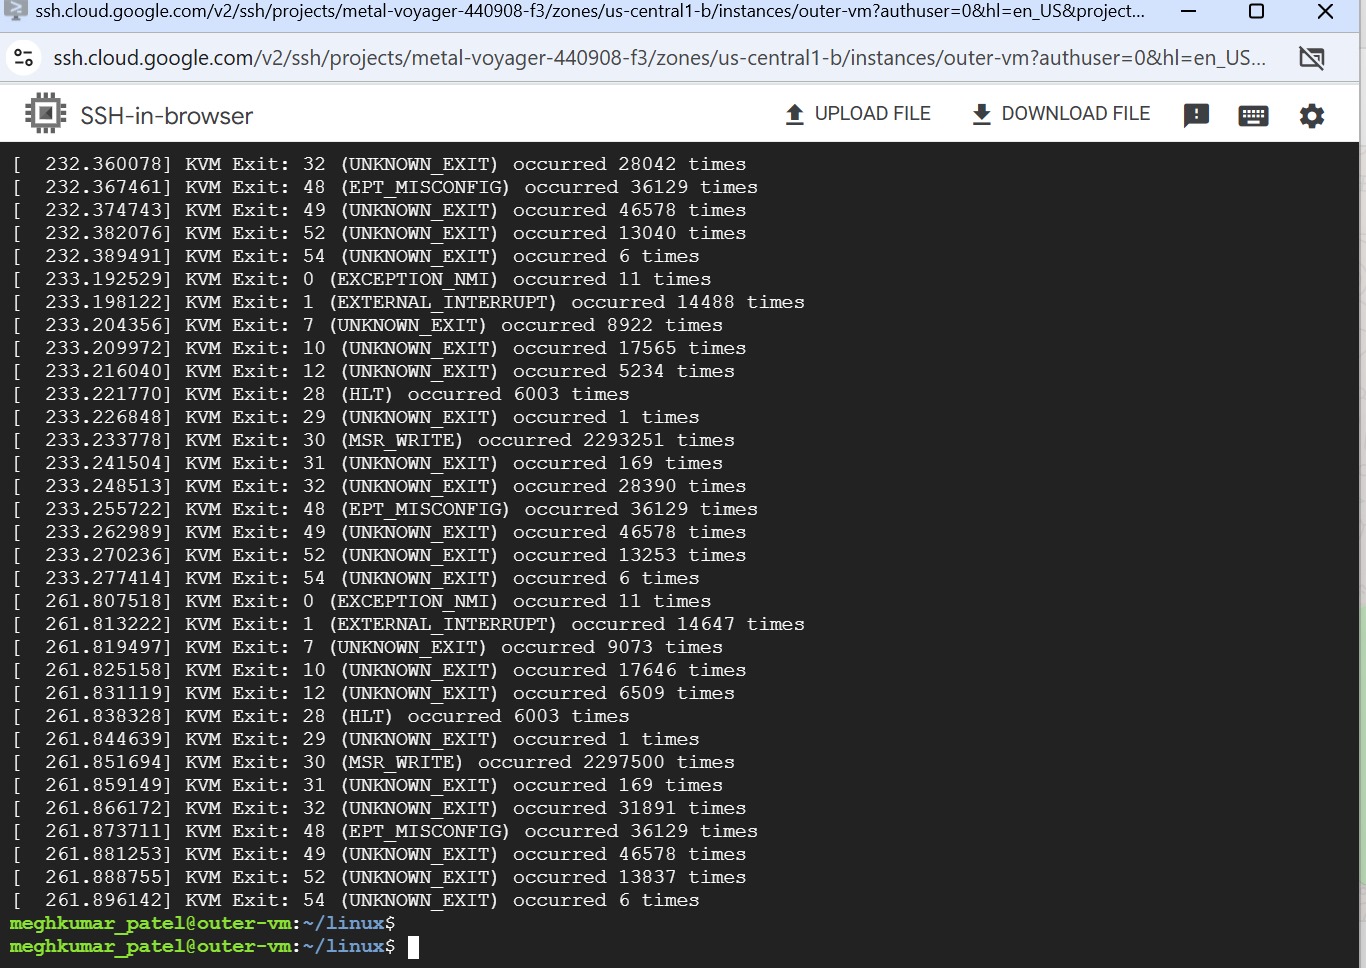 ssh.cloud.google.com/v2/ssh/projects/metal-voyager-440908-f3/zones/us-central1-b/instances/outer-vm?authuser=0&hl=en_US&project...
ssh.cloud.google.com/v2/ssh/projects/metal-voyager-440908-f3/zones/us-central1-b/instances/outer-vm?authuser=0&hl=en_US...
SSH-in-browser UPLOAD FILE DOWNLOAD FILE
[  232.360078] KVM Exit: 32 (UNKNOWN_EXIT) occurred 28042 times
[  232.367461] KVM Exit: 48 (EPT_MISCONFIG) occurred 36129 times
[  232.374743] KVM Exit: 49 (UNKNOWN_EXIT) occurred 46578 times
[  232.382076] KVM Exit: 52 (UNKNOWN_EXIT) occurred 13040 times
[  232.389491] KVM Exit: 54 (UNKNOWN_EXIT) occurred 6 times
[  233.192529] KVM Exit: 0 (EXCEPTION_NMI) occurred 11 times
[  233.198122] KVM Exit: 1 (EXTERNAL_INTERRUPT) occurred 14488 times
[  233.204356] KVM Exit: 7 (UNKNOWN_EXIT) occurred 8922 times
[  233.209972] KVM Exit: 10 (UNKNOWN_EXIT) occurred 17565 times
[  233.216040] KVM Exit: 12 (UNKNOWN_EXIT) occurred 5234 times
[  233.221770] KVM Exit: 28 (HLT) occurred 6003 times
[  233.226848] KVM Exit: 29 (UNKNOWN_EXIT) occurred 1 times
[  233.233778] KVM Exit: 30 (MSR_WRITE) occurred 2293251 times
[  233.241504] KVM Exit: 31 (UNKNOWN_EXIT) occurred 169 times
[  233.248513] KVM Exit: 32 (UNKNOWN_EXIT) occurred 28390 times
[  233.255722] KVM Exit: 48 (EPT_MISCONFIG) occurred 36129 times
[  233.262989] KVM Exit: 49 (UNKNOWN_EXIT) occurred 46578 times
[  233.270236] KVM Exit: 52 (UNKNOWN_EXIT) occurred 13253 times
[  233.277414] KVM Exit: 54 (UNKNOWN_EXIT) occurred 6 times
[  261.807518] KVM Exit: 0 (EXCEPTION_NMI) occurred 11 times
[  261.813222] KVM Exit: 1 (EXTERNAL_INTERRUPT) occurred 14647 times
[  261.819497] KVM Exit: 7 (UNKNOWN_EXIT) occurred 9073 times
[  261.825158] KVM Exit: 10 (UNKNOWN_EXIT) occurred 17646 times
[  261.831119] KVM Exit: 12 (UNKNOWN_EXIT) occurred 6509 times
[  261.838328] KVM Exit: 28 (HLT) occurred 6003 times
[  261.844639] KVM Exit: 29 (UNKNOWN_EXIT) occurred 1 times
[  261.851694] KVM Exit: 30 (MSR_WRITE) occurred 2297500 times
[  261.859149] KVM Exit: 31 (UNKNOWN_EXIT) occurred 169 times
[  261.866172] KVM Exit: 32 (UNKNOWN_EXIT) occurred 31891 times
[  261.873711] KVM Exit: 48 (EPT_MISCONFIG) occurred 36129 times
[  261.881253] KVM Exit: 49 (UNKNOWN_EXIT) occurred 46578 times
[  261.888755] KVM Exit: 52 (UNKNOWN_EXIT) occurred 13837 times
[  261.896142] KVM Exit: 54 (UNKNOWN_EXIT) occurred 6 times
meghkumar_patel@outer-vm:~/linux$
meghkumar_patel@outer-vm:~/linux$